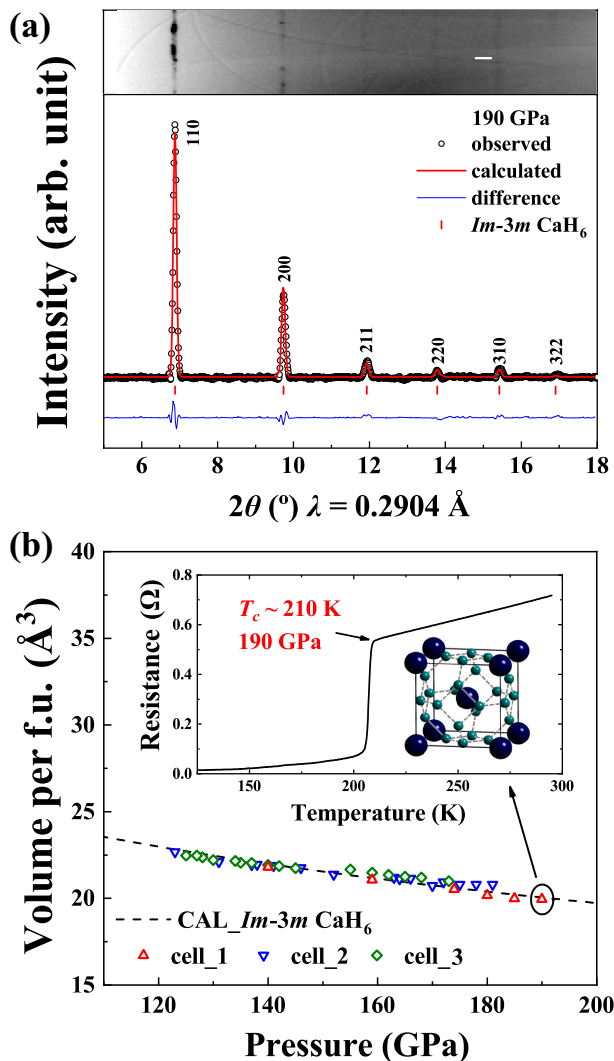 (a)
190 GPa
observed
calculated
difference
Im-3m CaH₆
110
200
211
220
310
322
Intensity (arb. unit)
6 8 10 12 14 16 18
2θ (º) λ = 0.2904 Å
(b)
40
35
30
25
20
15
Volume per f.u. (Å³)
0.8
0.6
0.4
0.2
0.0
Resistance (Ω)
T_c ~ 210 K
190 GPa
150 200 250 300
Temperature (K)
CAL_Im-3m CaH₆
cell_1 cell_2 cell_3
120 140 160 180 200
Pressure (GPa)